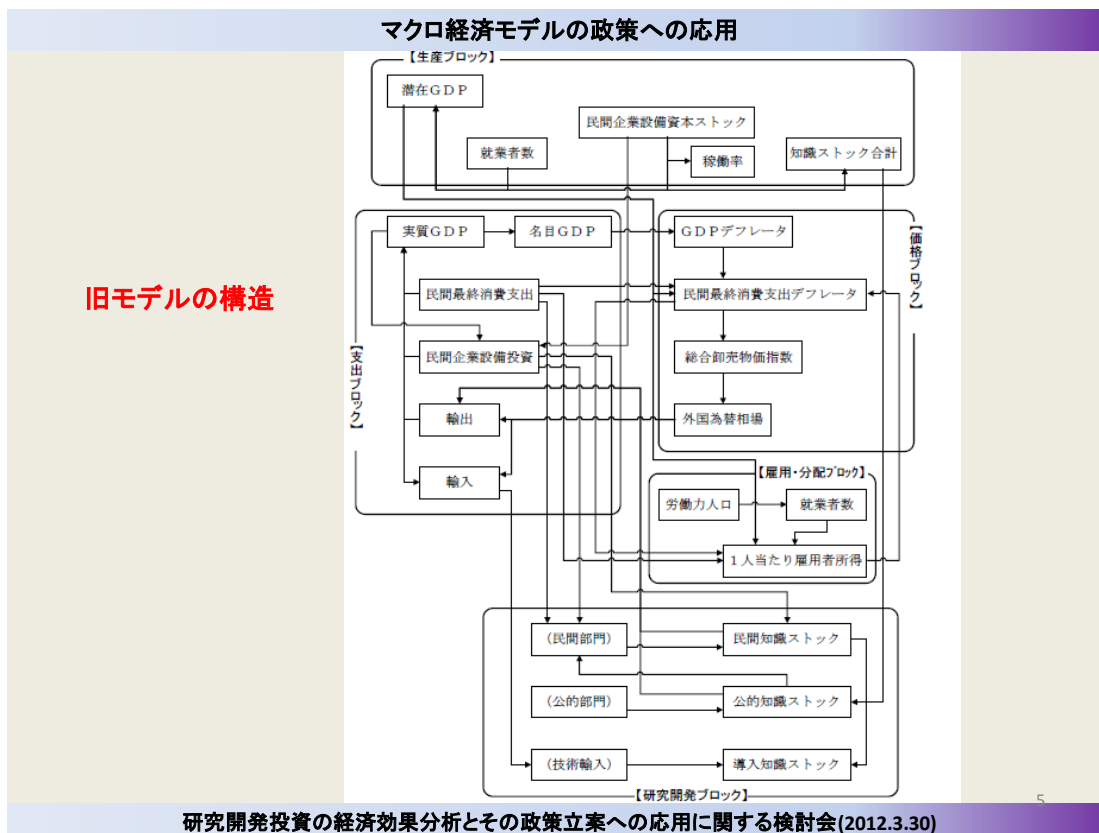 マクロ経済モデルの政策への応用
【生産ブロック】
潜在ＧＤＰ
民間企業設備資本ストック
就業者数
稼働率
知識ストック合計
実質ＧＤＰ
名目ＧＤＰ
ＧＤＰデフレータ
【価格ブロック】
旧モデルの構造
民間最終消費支出
民間最終消費支出デフレータ
【支出ブロック】
民間企業設備投資
総合卸売物価指数
輸出
外国為替相場
輸入
【雇用・分配ブロック】
労働力人口
就業者数
１人当たり雇用者所得
（民間部門）
民間知識ストック
（公的部門）
公的知識ストック
（技術輸入）
導入知識ストック
【研究開発ブロック】
5
研究開発投資の経済効果分析とその政策立案への応用に関する検討会(2012.3.30)